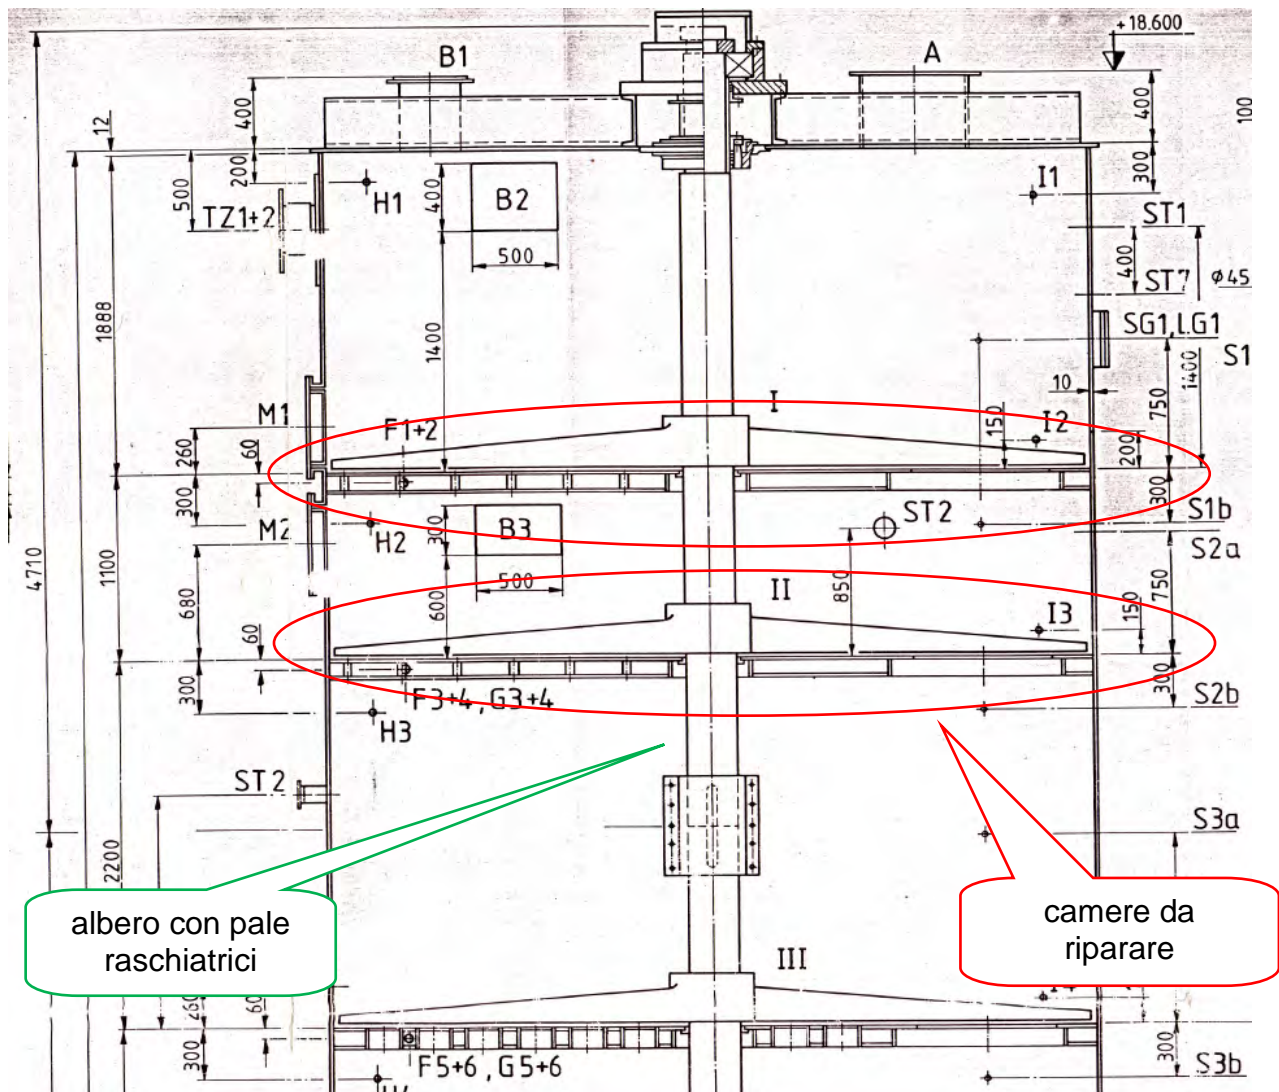 +18.600
B1
A
400
400
100
12
200
500
TZ1+2
H1
400
B2
500
300
I1
ST1
400
ST7
ø45
SG1,LG1
S1
1888
1400
10
1400
750
M1
F1+2
I
150
I2
200
260
60
300
M2
H2
300
B3
500
ST2
300
S1b
S2a
4710
1100
680
60
600
II
850
I3
150
750
300
F3+4,G3+4
H3
300
S2b
ST2
S3a
2200
albero con pale
raschiatrici
camere da
riparare
III
260
60
300
F5+6,G5+6
300
S3b